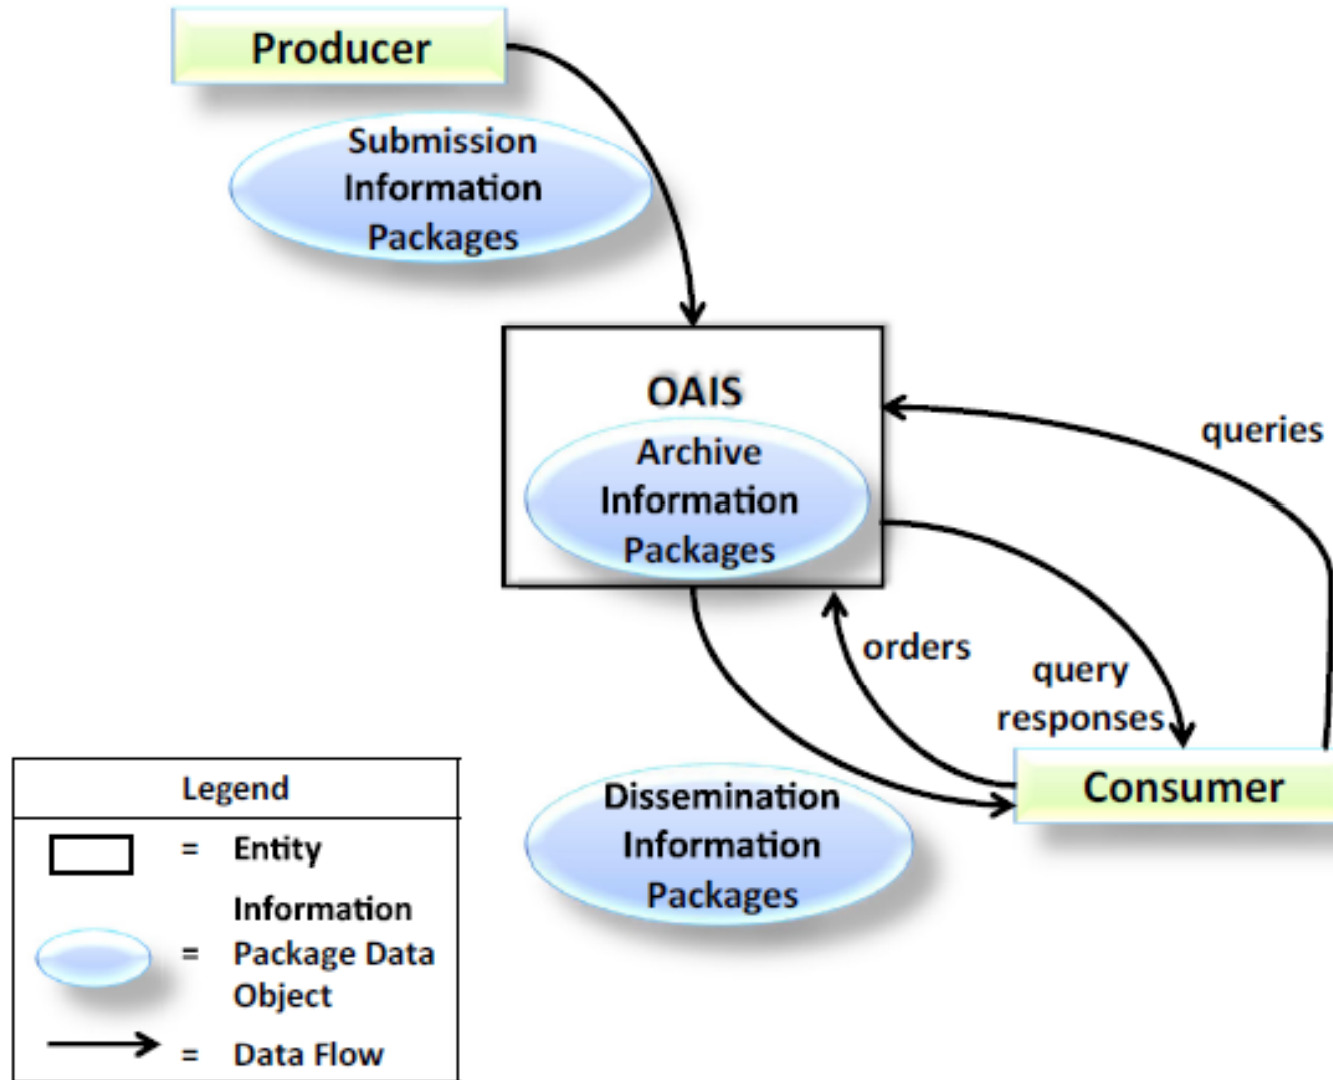 Producer
Submission
Information
Packages
OAIS
Archive
Information
Packages
queries
orders
query
responses
Consumer
Dissemination
Information
Packages
Legend
= Entity
Information
= Package Data
Object
= Data Flow